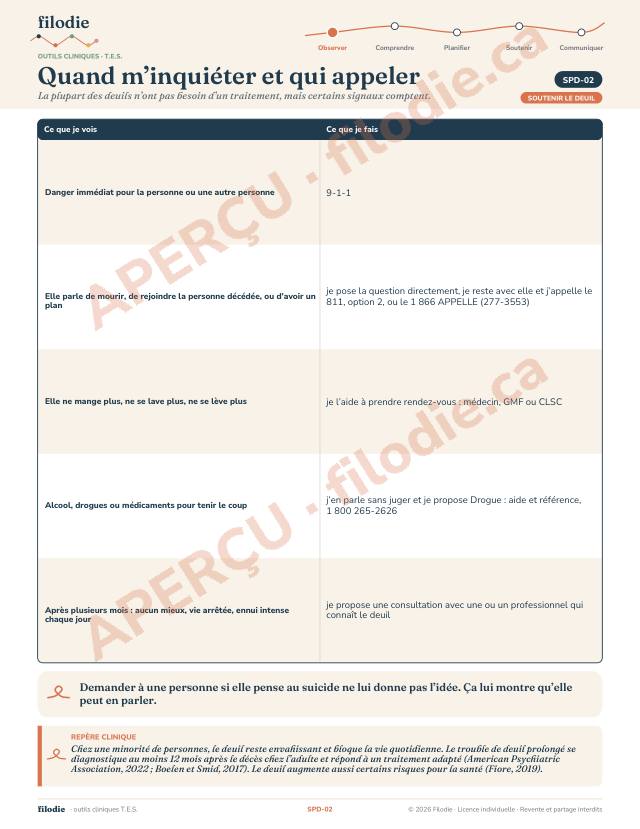 filodie
OUTILS CLINIQUES · T.E.S.
Observer Comprendre Planifier Soutenir Communiquer
Quand m’inquiéter et qui appeler
SPD-02
La plupart des deuils n’ont pas besoin d’un traitement, mais certains signaux comptent.
SOUTENIR LE DEUIL
Ce que je vois Ce que je fais
Danger immédiat pour la personne ou une autre personne
9-1-1
Elle parle de mourir, de rejoindre la personne décédée, ou d’avoir un
plan
je pose la question directement, je reste avec elle et j’appelle le
811, option 2, ou le 1 866 APPELLE (277-3553)
Elle ne mange plus, ne se lave plus, ne se lève plus
je l’aide à prendre rendez-vous : médecin, GMF ou CLSC
Alcool, drogues ou médicaments pour tenir le coup
j’en parle sans juger et je propose Drogue : aide et référence,
1 800 265-2626
Après plusieurs mois : aucun mieux, vie arrêtée, ennui intense
chaque jour
je propose une consultation avec une ou un professionnel qui
connaît le deuil
APERÇU · filodie.ca
APERÇU · filodie.ca
Demander à une personne si elle pense au suicide ne lui donne pas l’idée. Ça lui montre qu’elle
peut en parler.
REPÈRE CLINIQUE
Chez une minorité de personnes, le deuil reste envahissant et bloque la vie quotidienne. Le trouble de deuil prolongé se
diagnostique au moins 12 mois après le décès chez l’adulte et répond à un traitement adapté (American Psychiatric
Association, 2022 ; Boelen et Smid, 2017). Le deuil augmente aussi certains risques pour la santé (Fiore, 2019).
filodie · outils cliniques T.E.S. SPD-02 © 2026 Filodie · Licence individuelle · Revente et partage interdits